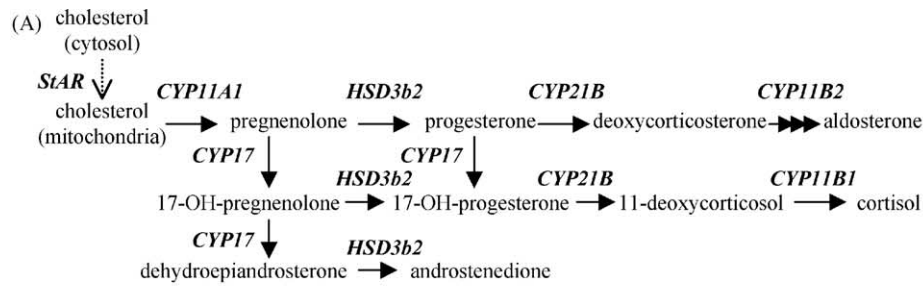 (A) cholesterol
(cytosol)
StAR
CYP11A1 HSD3b2 CYP21B CYP11B2
cholesterol
(mitochondria) pregnenolone progesterone deoxycorticosterone aldosterone
CYP17 CYP17
HSD3b2 CYP21B CYP11B1
17-OH-pregnenolone 17-OH-progesterone 11-deoxycorticosol cortisol
CYP17 HSD3b2
dehydroepiandrosterone androstenedione